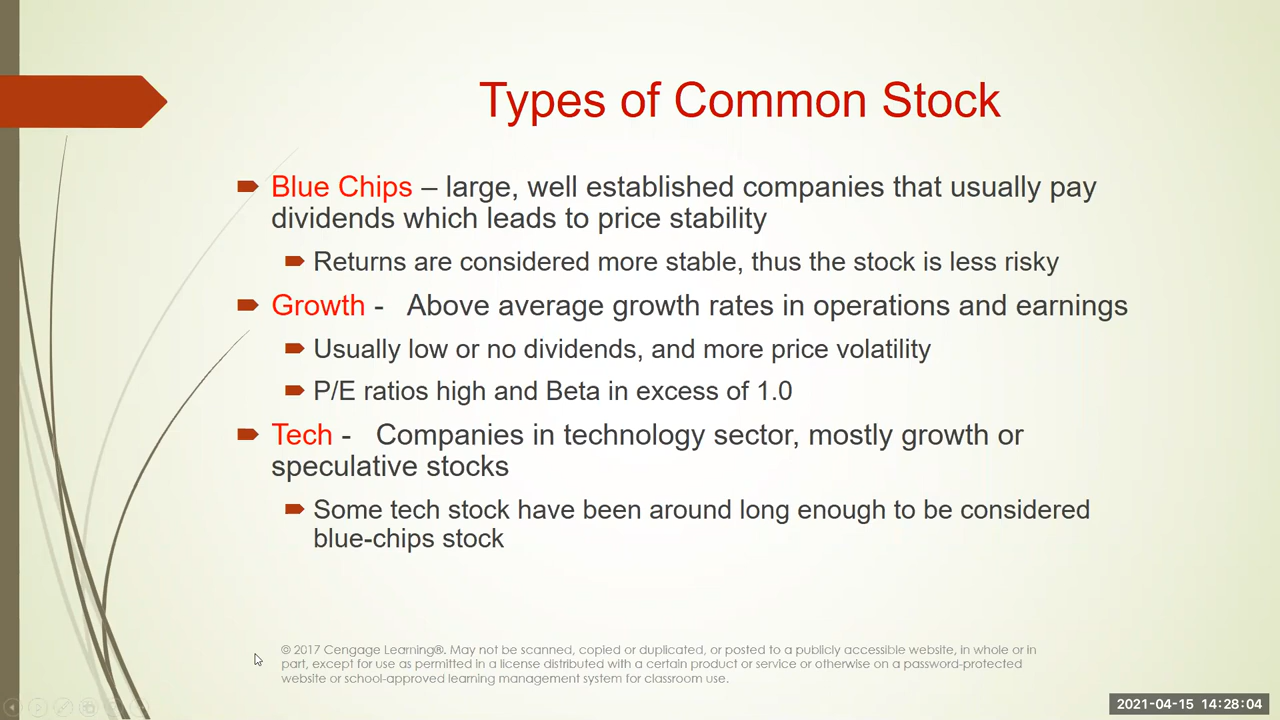 Types of Common Stock
Blue Chips – large, well established companies that usually pay
dividends which leads to price stability
Returns are considered more stable, thus the stock is less risky
Growth -   Above average growth rates in operations and earnings
Usually low or no dividends, and more price volatility
P/E ratios high and Beta in excess of 1.0
Tech -   Companies in technology sector, mostly growth or
speculative stocks
Some tech stock have been around long enough to be considered
blue-chips stock
© 2017 Cengage Learning®. May not be scanned, copied or duplicated, or posted to a publicly accessible website, in whole or in
part, except for use as permitted in a license distributed with a certain product or service or otherwise on a password-protected
website or school-approved learning management system for classroom use.
2021-04-15 14:28:04